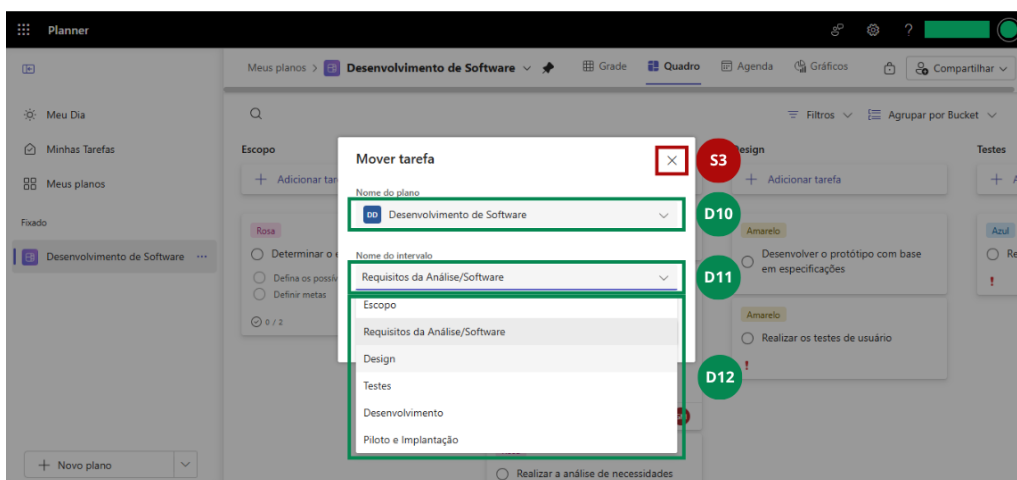 Planner
Meus planos > Desenvolvimento de Software
Grade
Quadro
Agenda
Gráficos
Compartilhar
Meu Dia
Minhas Tarefas
Meus planos
Fixado
Desenvolvimento de Software
Novo plano
Filtros
Agrupar por Bucket
Escopo
Design
Testes
Adicionar
Adicionar tarefa
Rosa
Determinar o
Defina os
Definir metas
0 / 2
Mover tarefa
S3
Nome do plano
DD Desenvolvimento de Software
D10
Nome do intervalo
Requisitos da Análise/Software
D11
Escopo
Requisitos da Análise/Software
Design
Testes
Desenvolvimento
Piloto e Implantação
D12
Realizar a análise de necessidades
Amarelo
Desenvolver o protótipo com base
em especificações
Amarelo
Realizar os testes de usuário
Azul